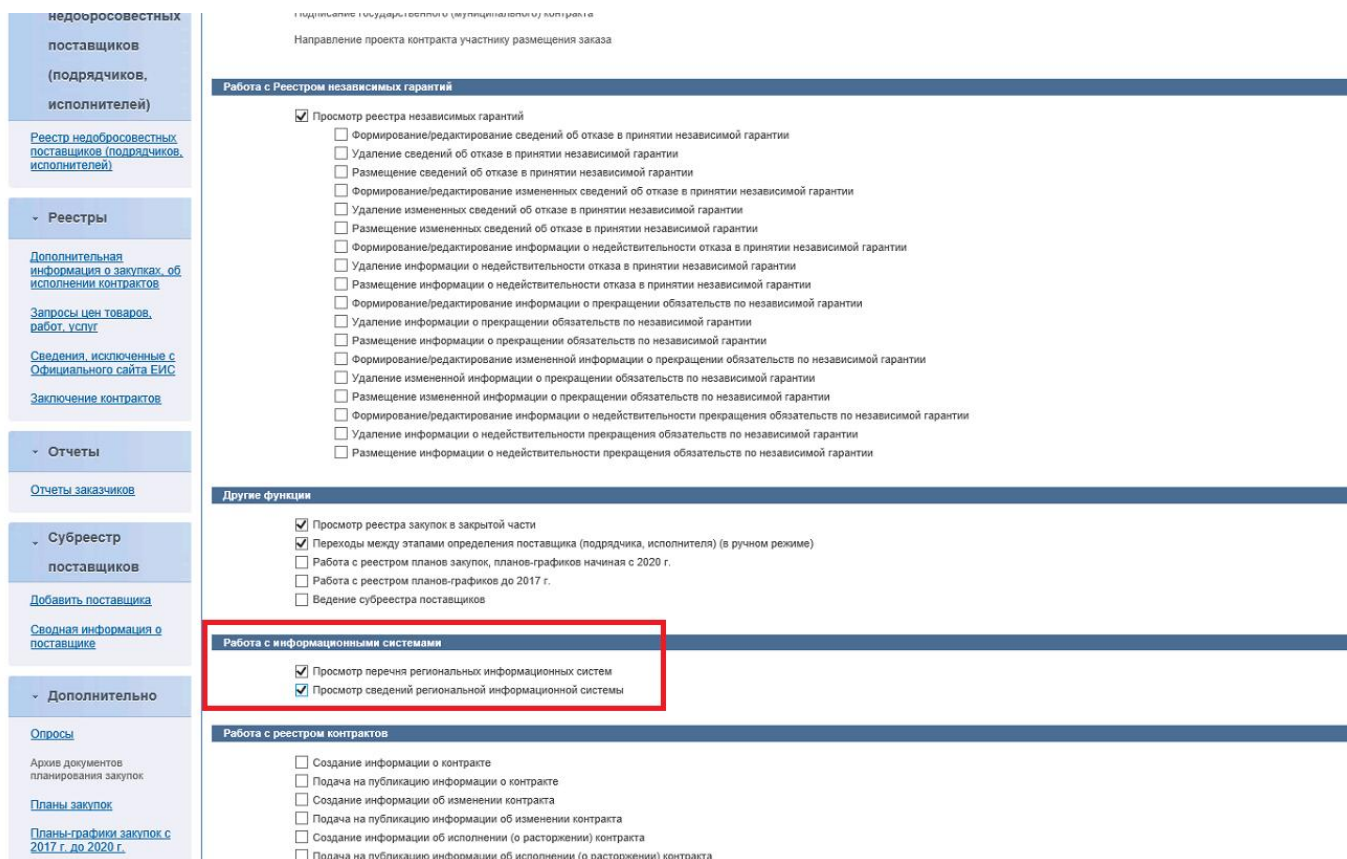 недобросовестных
поставщиков
(подрядчиков,
исполнителей)
Реестр недобросовестных
поставщиков (подрядчиков,
исполнителей)
Реестры
Дополнительная
информация о закупках, об
исполнении контрактов
Запросы цен товаров,
работ, услуг
Сведения, исключенные с
Официального сайта ЕИС
Заключение контрактов
Отчеты
Отчеты заказчиков
Субреестр
поставщиков
Добавить поставщика
Сводная информация о
поставщике
Дополнительно
Опросы
Архив документов
планирования закупок
Планы закупок
Планы-графики закупок с
2017 г. до 2020 г.
Подписание государственного (муниципального) контракта
Направление проекта контракта участнику размещения заказа
Работа с Реестром независимых гарантий
Просмотр реестра независимых гарантий
Формирование/редактирование сведений об отказе в принятии независимой гарантии
Удаление сведений об отказе в принятии независимой гарантии
Размещение сведений об отказе в принятии независимой гарантии
Формирование/редактирование измененных сведений об отказе в принятии независимой гарантии
Удаление измененных сведений об отказе в принятии независимой гарантии
Размещение измененных сведений об отказе в принятии независимой гарантии
Формирование/редактирование информации о недействительности отказа в принятии независимой гарантии
Удаление информации о недействительности отказа в принятии независимой гарантии
Размещение информации о недействительности отказа в принятии независимой гарантии
Формирование/редактирование информации о прекращении обязательств по независимой гарантии
Удаление информации о прекращении обязательств по независимой гарантии
Размещение информации о прекращении обязательств по независимой гарантии
Формирование/редактирование измененной информации о прекращении обязательств по независимой гарантии
Удаление измененной информации о прекращении обязательств по независимой гарантии
Размещение измененной информации о прекращении обязательств по независимой гарантии
Формирование/редактирование информации о недействительности прекращения обязательств по независимой гарантии
Удаление информации о недействительности прекращения обязательств по независимой гарантии
Размещение информации о недействительности прекращения обязательств по независимой гарантии
Другие функции
Просмотр реестра закупок в закрытой части
Переходы между этапами определения поставщика (подрядчика, исполнителя) (в ручном режиме)
Работа с реестром планов закупок, планов-графиков начиная с 2020 г.
Работа с реестром планов-графиков до 2017 г.
Ведение субреестра поставщиков
Работа с информационными системами
Просмотр перечня региональных информационных систем
Просмотр сведений региональной информационной системы
Работа с реестром контрактов
Создание информации о контракте
Подача на публикацию информации о контракте
Создание информации об изменении контракта
Подача на публикацию информации об изменении контракта
Создание информации об исполнении (о расторжении) контракта
Подача на публикацию информации об исполнении (о расторжении) контракта